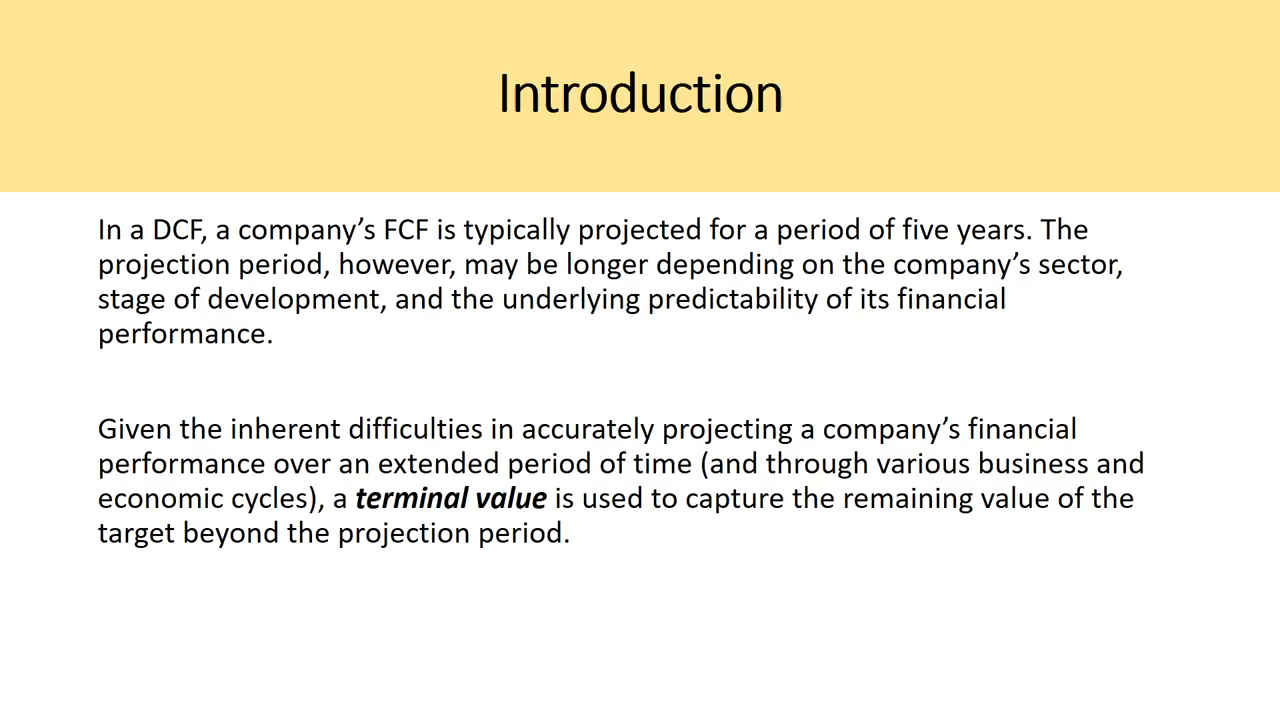 Introduction
In a DCF, a company’s FCF is typically projected for a period of five years. The
projection period, however, may be longer depending on the company’s sector,
stage of development, and the underlying predictability of its financial
performance.
Given the inherent difficulties in accurately projecting a company’s financial
performance over an extended period of time (and through various business and
economic cycles), a terminal value is used to capture the remaining value of the
target beyond the projection period.